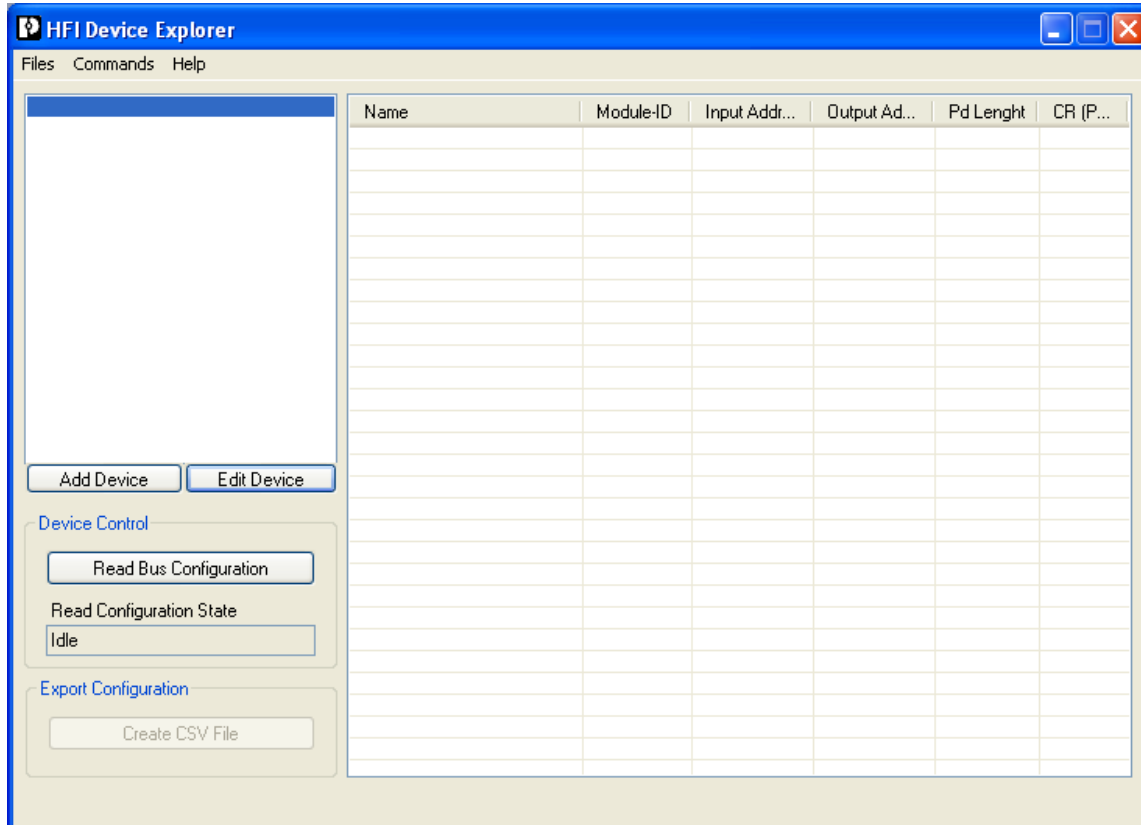 HFI Device Explorer
Files Commands Help
Name Module-ID Input Addr... Output Ad... Pd Lenght CR (P...
Add Device Edit Device
Device Control
Read Bus Configuration
Read Configuration State
Idle
Export Configuration
Create CSV File